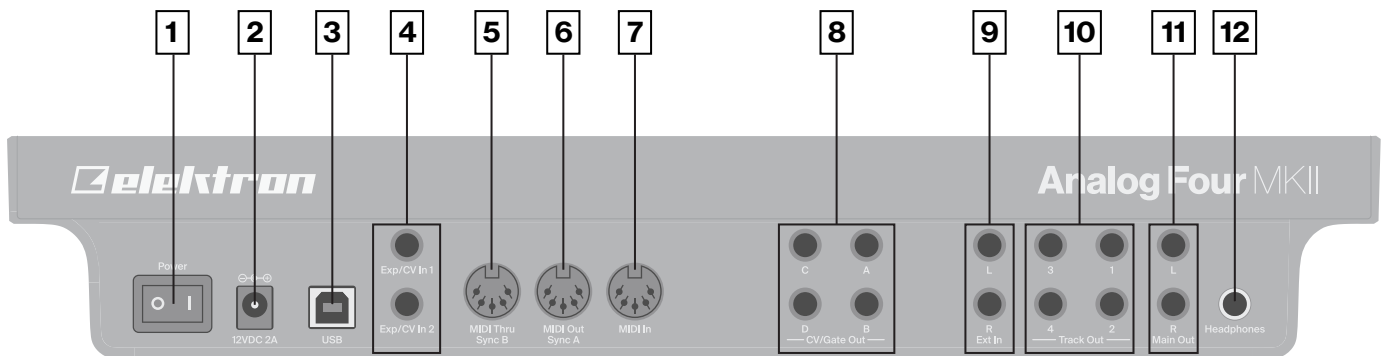 1 2 3 4 5 6 7 8 9 10 11 12
elektron Analog Four MKII
Power
Exp/CV In 1
C A L 3 1 L
O I
Exp/CV In 2
12VDC 2A
USB
MIDI Thru
Sync B
MIDI Out
Sync A
MIDI In
D B
CV/Gate Out
R
Ext In
4 2
Track Out
R
Main Out
Headphones